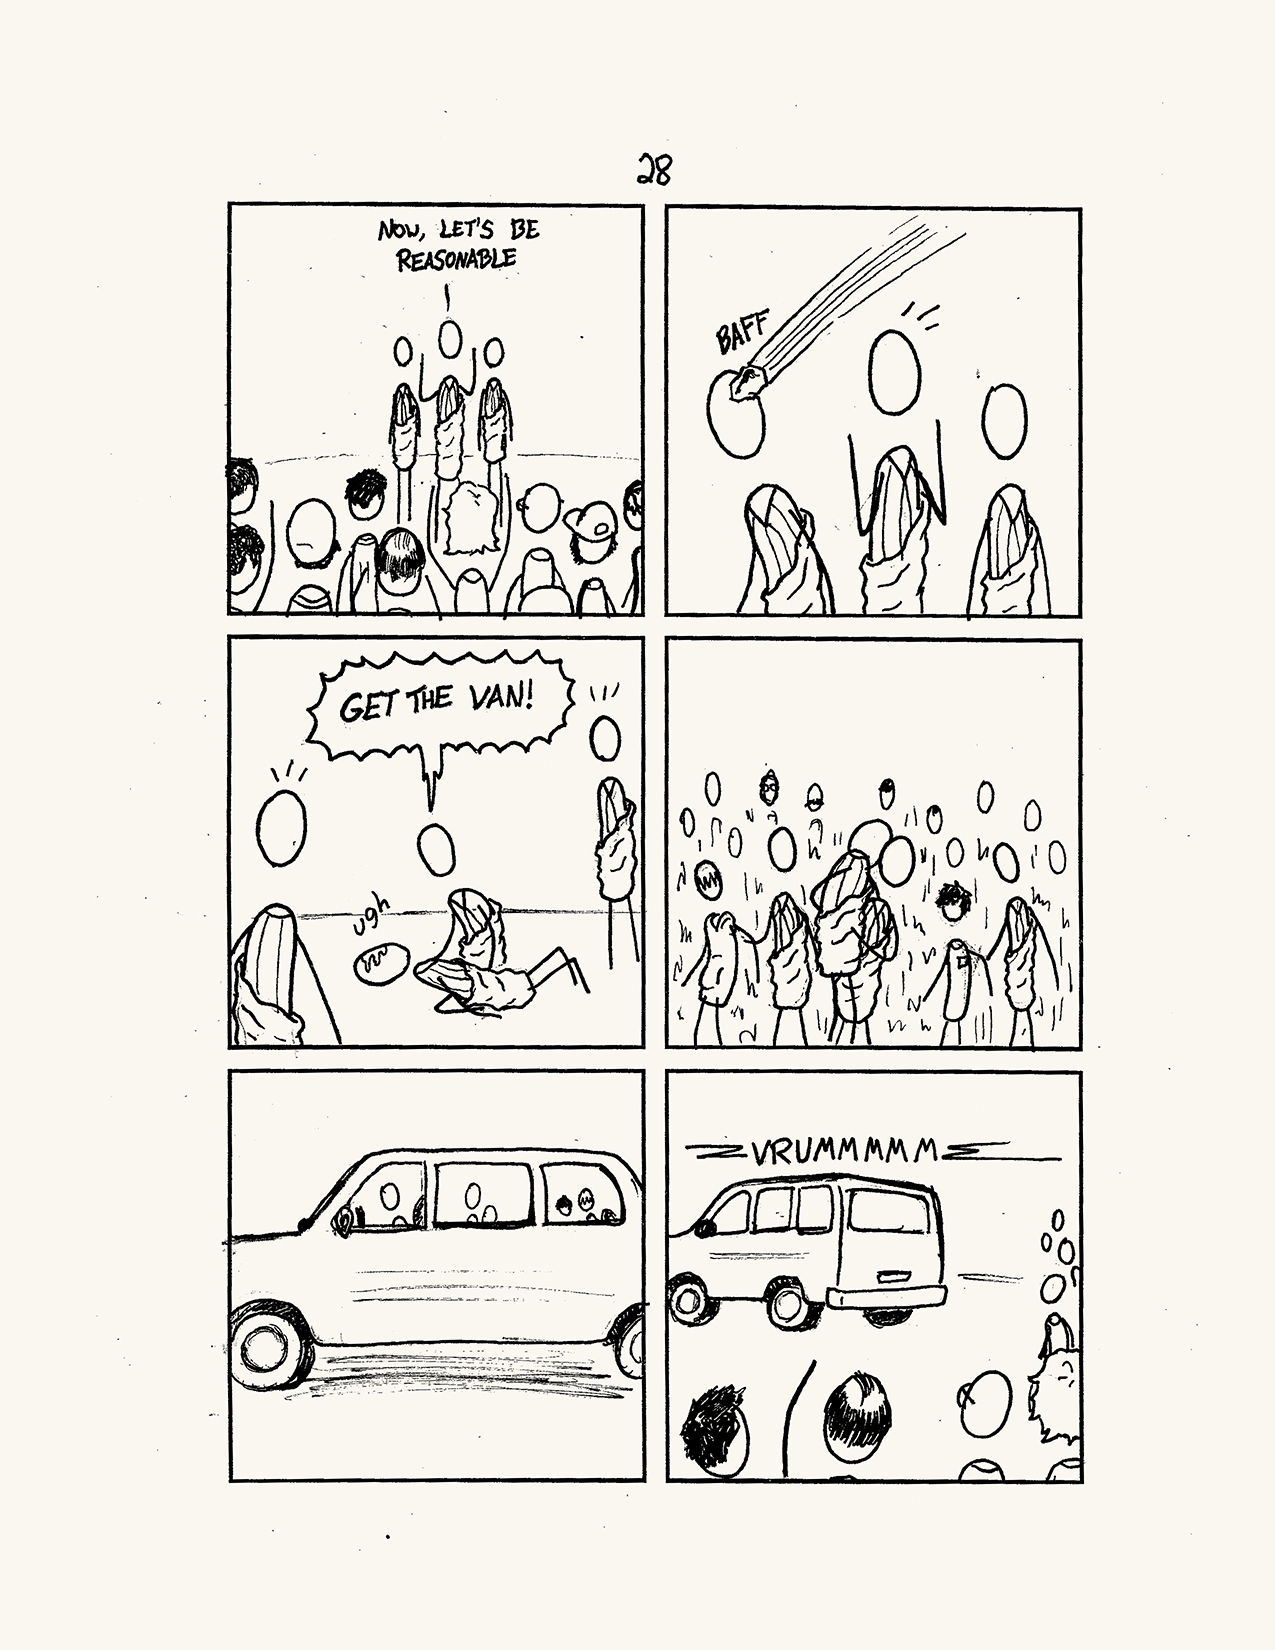 28
NOW, LET'S BE
REASONABLE
BAFF
GET THE VAN!
ugh
VRUMMMMM